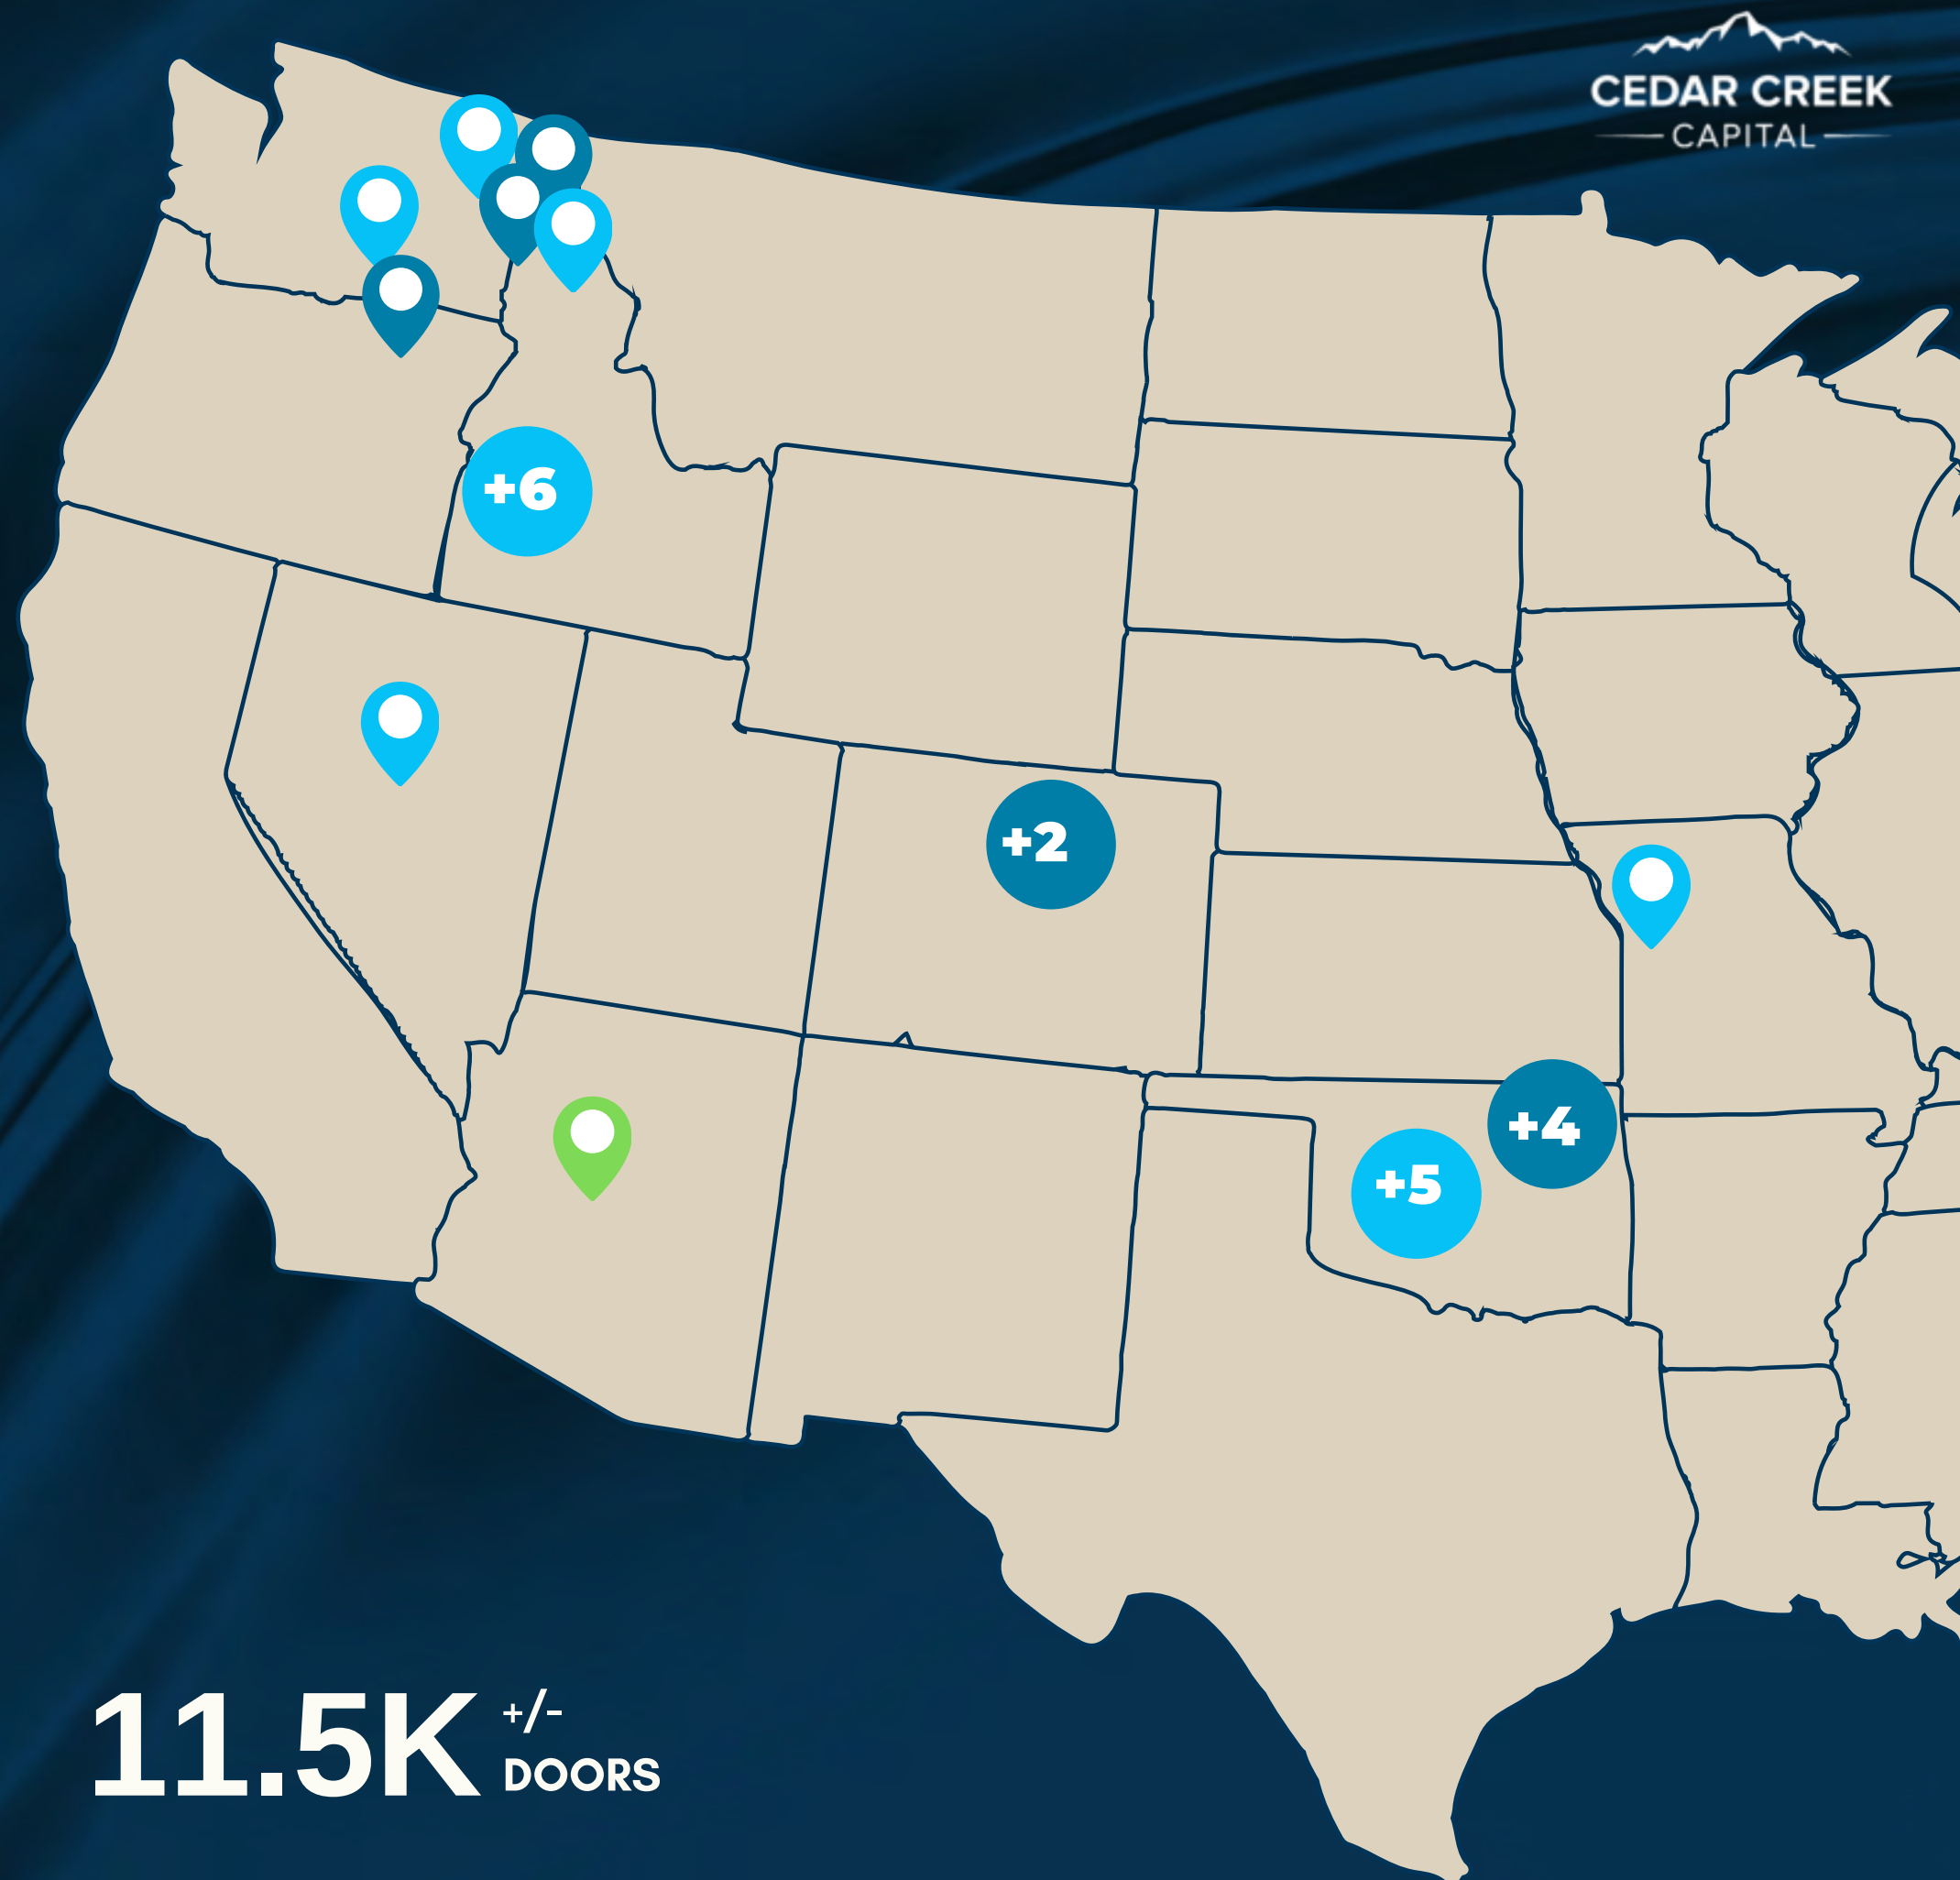 CEDAR CREEK
CAPITAL
+6
+2
+4
+5
11.5K +/-
DOORS